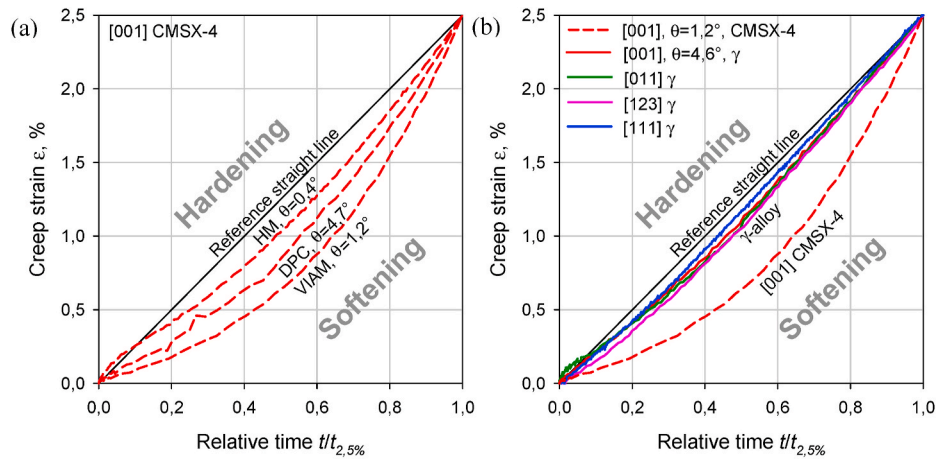 (a)
[001] CMSX-4
Creep strain ε, %
2,5
2,0
1,5
1,0
0,5
0,0
Hardening
Reference straight line
HM, θ=0,4°
DPC, θ=4,7°
VIAM, θ=1,2°
Softening
0,0 0,2 0,4 0,6 0,8 1,0
Relative time t/t2,5%
(b)
[001], θ=1,2°, CMSX-4
[001], θ=4,6°, γ
[011] γ
[123] γ
[111] γ
Creep strain ε, %
2,5
2,0
1,5
1,0
0,5
0,0
Hardening
Reference straight line
γ-alloy
[001] CMSX-4
Softening
0,0 0,2 0,4 0,6 0,8 1,0
Relative time t/t2,5%